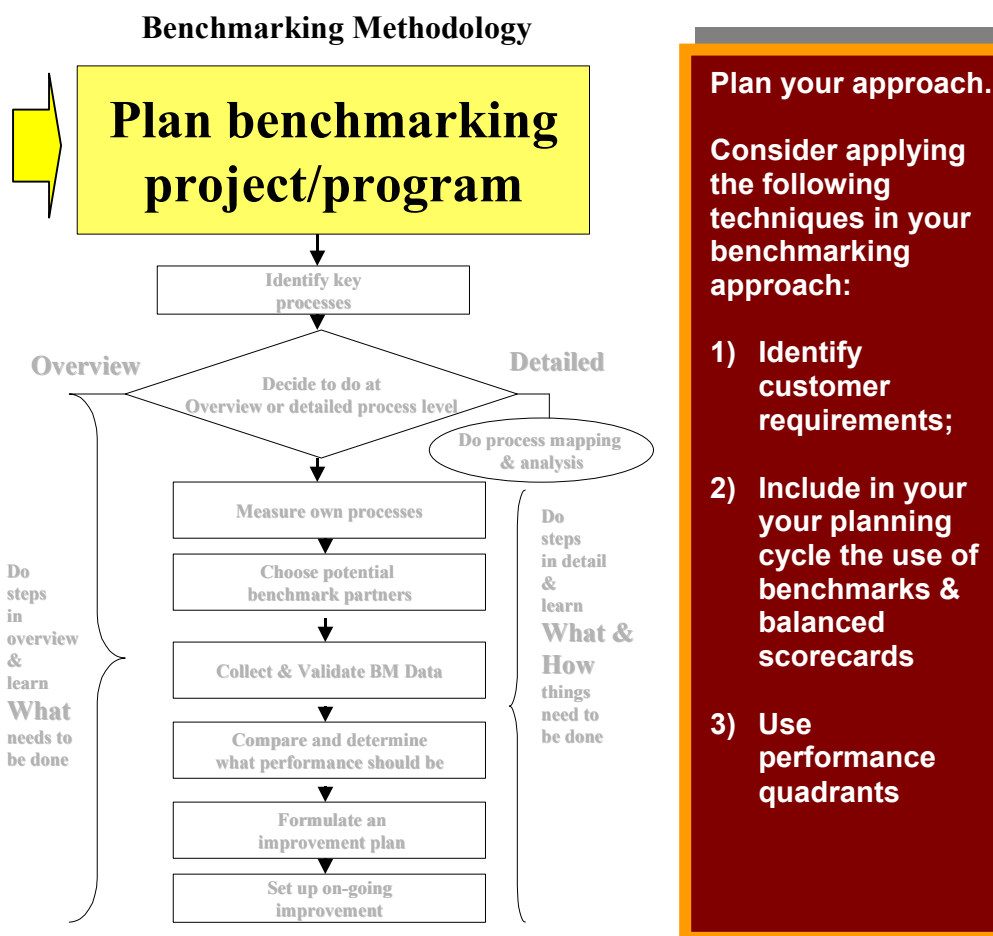 Benchmarking Methodology
Plan benchmarking
project/program
Identify key
processes
Overview
Detailed
Decide to do at
Overview or detailed process level
Do process mapping
& analysis
Measure own processes
Choose potential
benchmark partners
Collect & Validate BM Data
Compare and determine
what performance should be
Formulate an
improvement plan
Set up on-going
improvement
Do
steps
in
overview
&
learn
What
needs to
be done
Do
steps
in detail
&
learn
What &
How
things
need to
be done
Plan your approach.
Consider applying
the following
techniques in your
benchmarking
approach:
1) Identify
customer
requirements;
2) Include in your
your planning
cycle the use of
benchmarks &
balanced
scorecards
3) Use
performance
quadrants